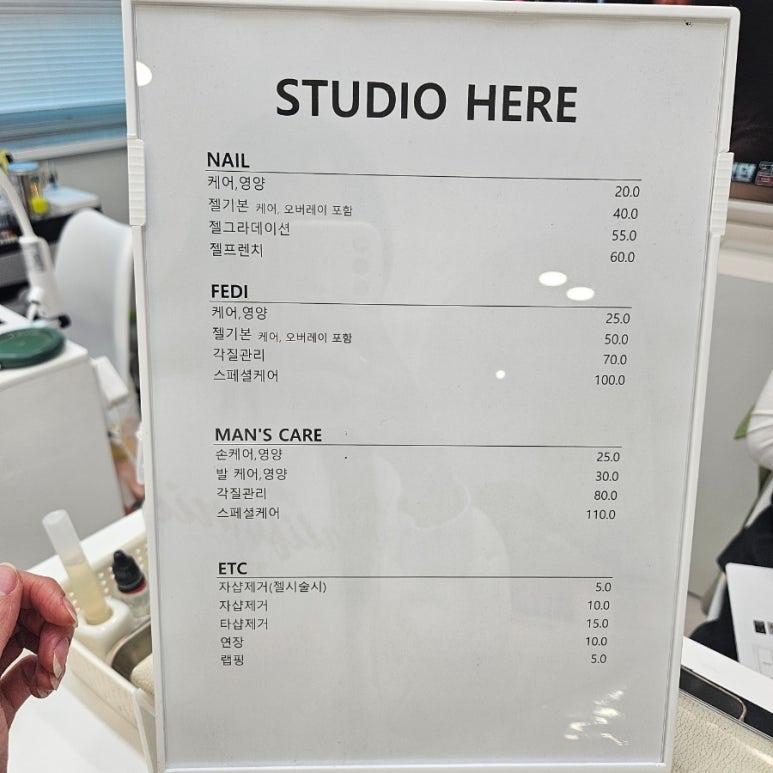 STUDIO HERE
NAIL
케어,영양 20.0
젤기본 케어, 오버레이 포함 40.0
젤그라데이션 55.0
젤프렌치 60.0
FEDI
케어,영양 25.0
젤기본 케어, 오버레이 포함 50.0
각질관리 70.0
스페셜케어 100.0
MAN'S CARE
손케어,영양 25.0
발 케어,영양 30.0
각질관리 80.0
스페셜케어 110.0
ETC
자샵제거(젤시술시) 5.0
자샵제거 10.0
타샵제거 15.0
연장 10.0
랩핑 5.0